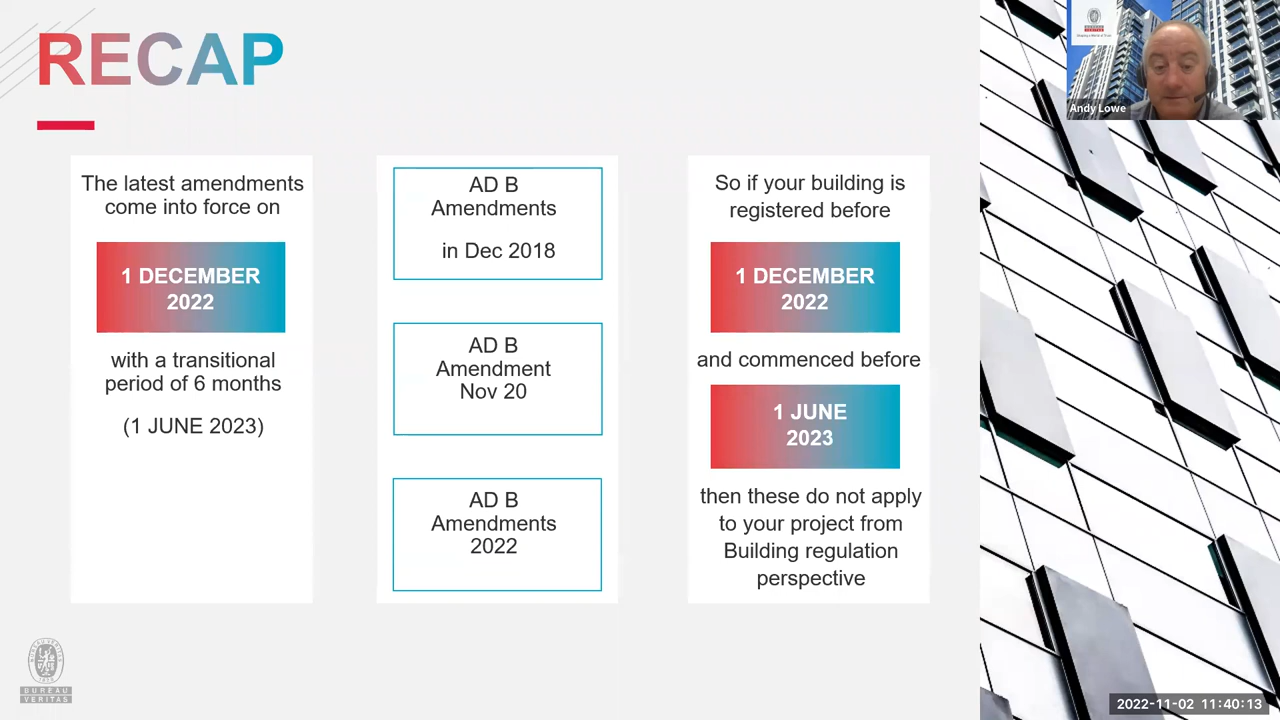 RECAP
The latest amendments
come into force on
1 DECEMBER
2022
with a transitional
period of 6 months
(1 JUNE 2023)
AD B
Amendments
in Dec 2018
AD B
Amendment
Nov 20
AD B
Amendments
2022
So if your building is
registered before
1 DECEMBER
2022
and commenced before
1 JUNE
2023
then these do not apply
to your project from
Building regulation
perspective
Andy Lowe
BUREAU
VERITAS
2022-11-02 11:40:13